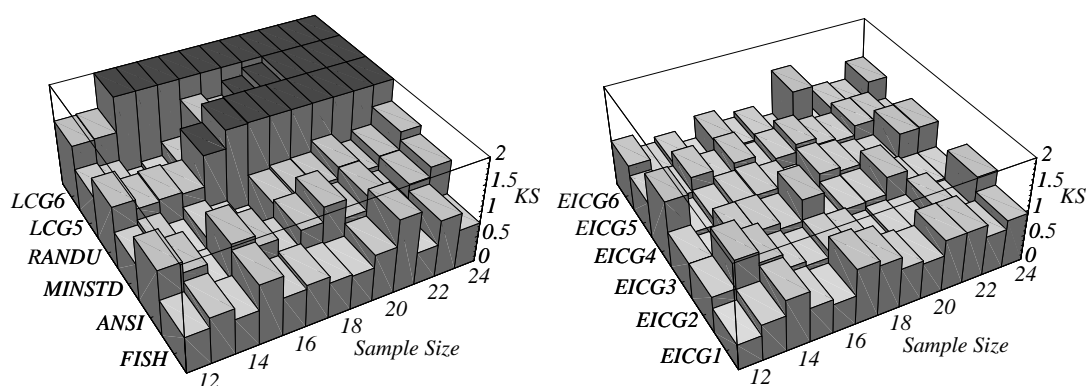 LCG6
LCG5
RANDU
MINSTD
ANSI
FISH
12
14
16
18
20
22
24
Sample Size
0
0.5
1
1.5
2
KS
EICG6
EICG5
EICG4
EICG3
EICG2
EICG1
12
14
16
18
20
22
24
Sample Size
0
0.5
1
1.5
2
KS